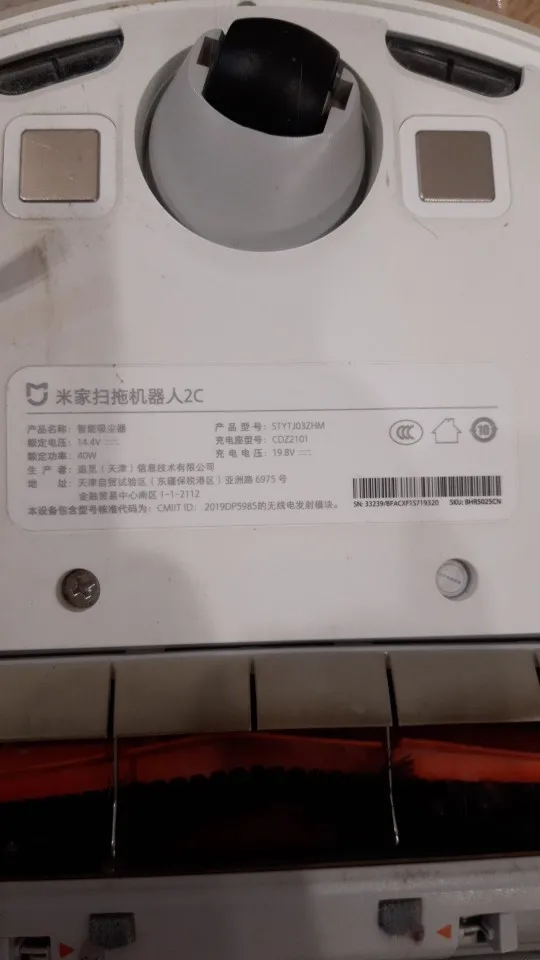 米家扫拖机器人2C
产品名称：智能吸尘器 产品型号：STYTJ03ZHM
额定电压：14.4V 充电座型号：CDZ2101
额定功率：40W 充电电压：19.8V
生产者：追觅（天津）信息技术有限公司
地址：天津自贸试验区（东疆保税港区）亚洲路 6975 号
金融贸易中心南区 1-1-2112
本设备包含型号核准代码为：CMIIT ID：2019DP5985的无线电发射模块。
CCC
10
SN: 33239/BFACXP1S719320 SKU: BHR5025CN